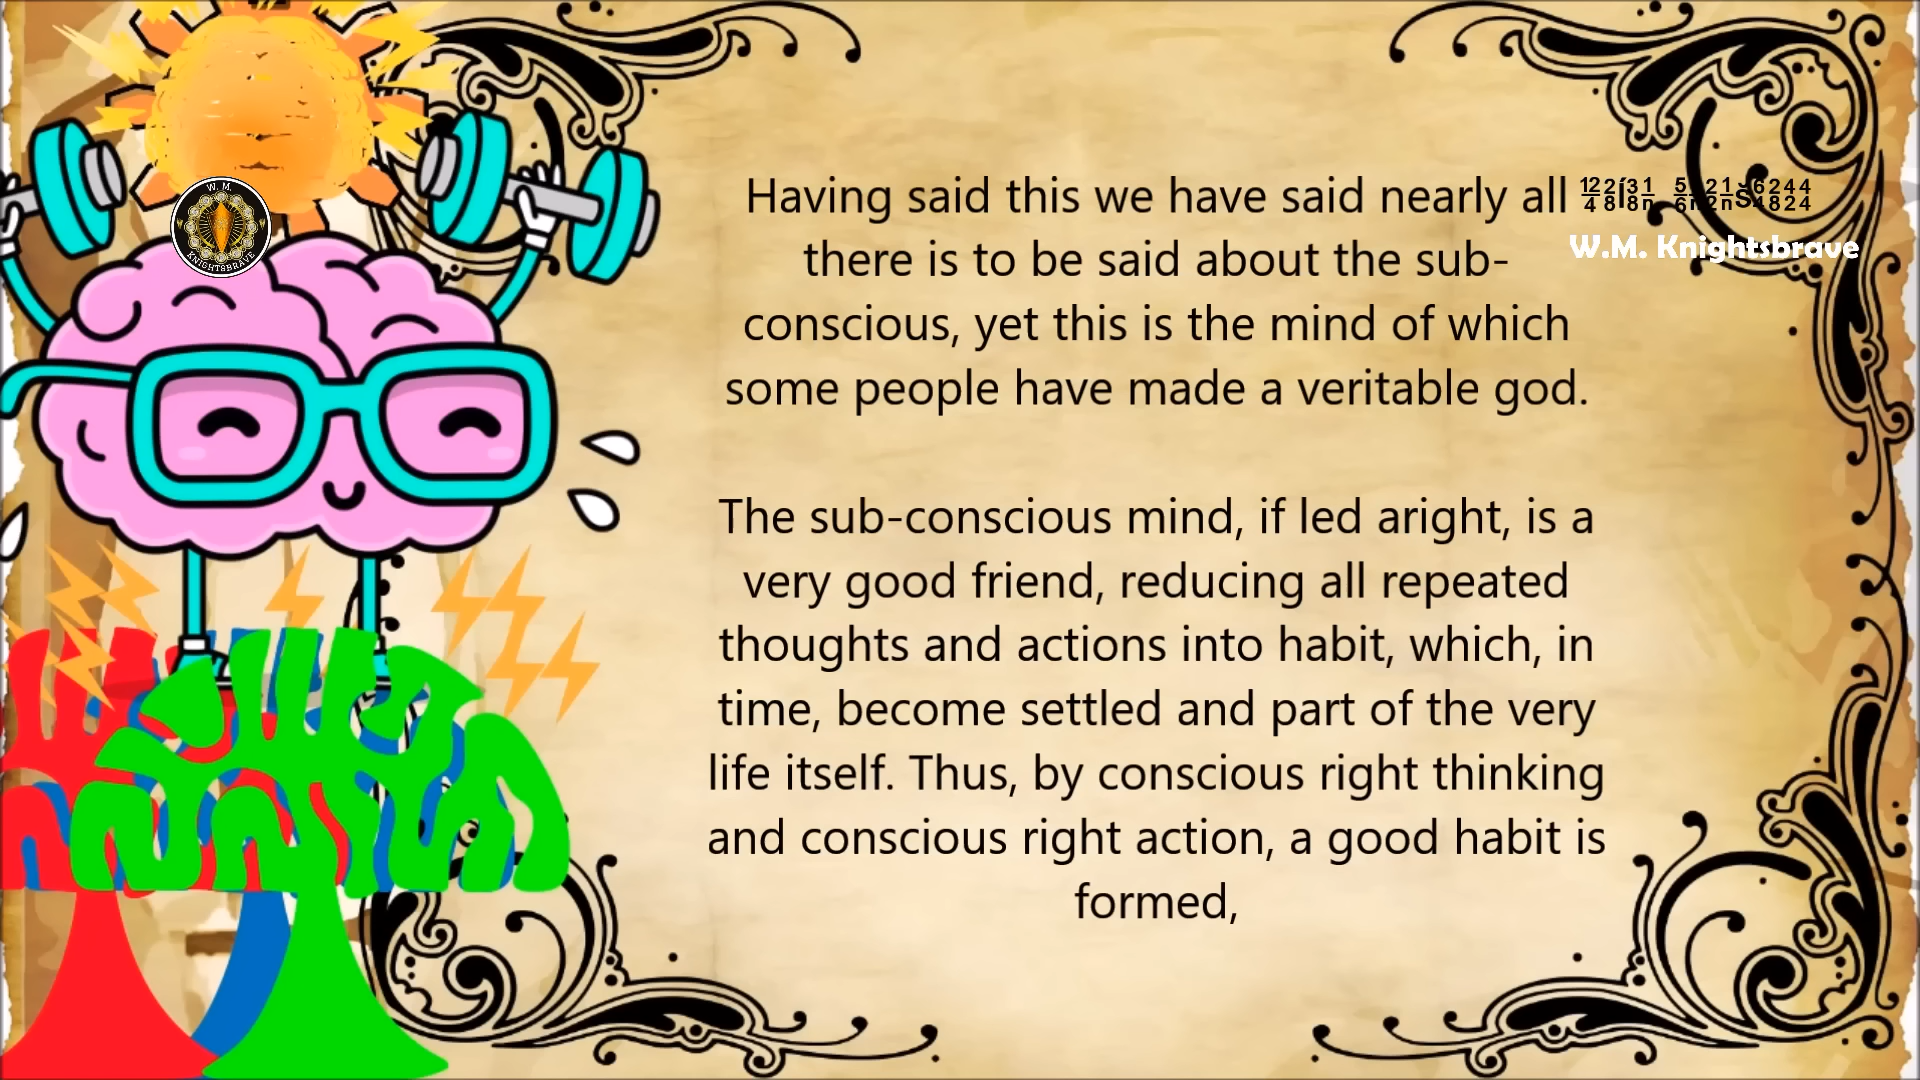 W. M.
KNIGHTSBRAVE
Having said this we have said nearly all
there is to be said about the sub-
conscious, yet this is the mind of which
some people have made a veritable god.
The sub-conscious mind, if led aright, is a
very good friend, reducing all repeated
thoughts and actions into habit, which, in
time, become settled and part of the very
life itself. Thus, by conscious right thinking
and conscious right action, a good habit is
formed,
W.M. Knightsbrave